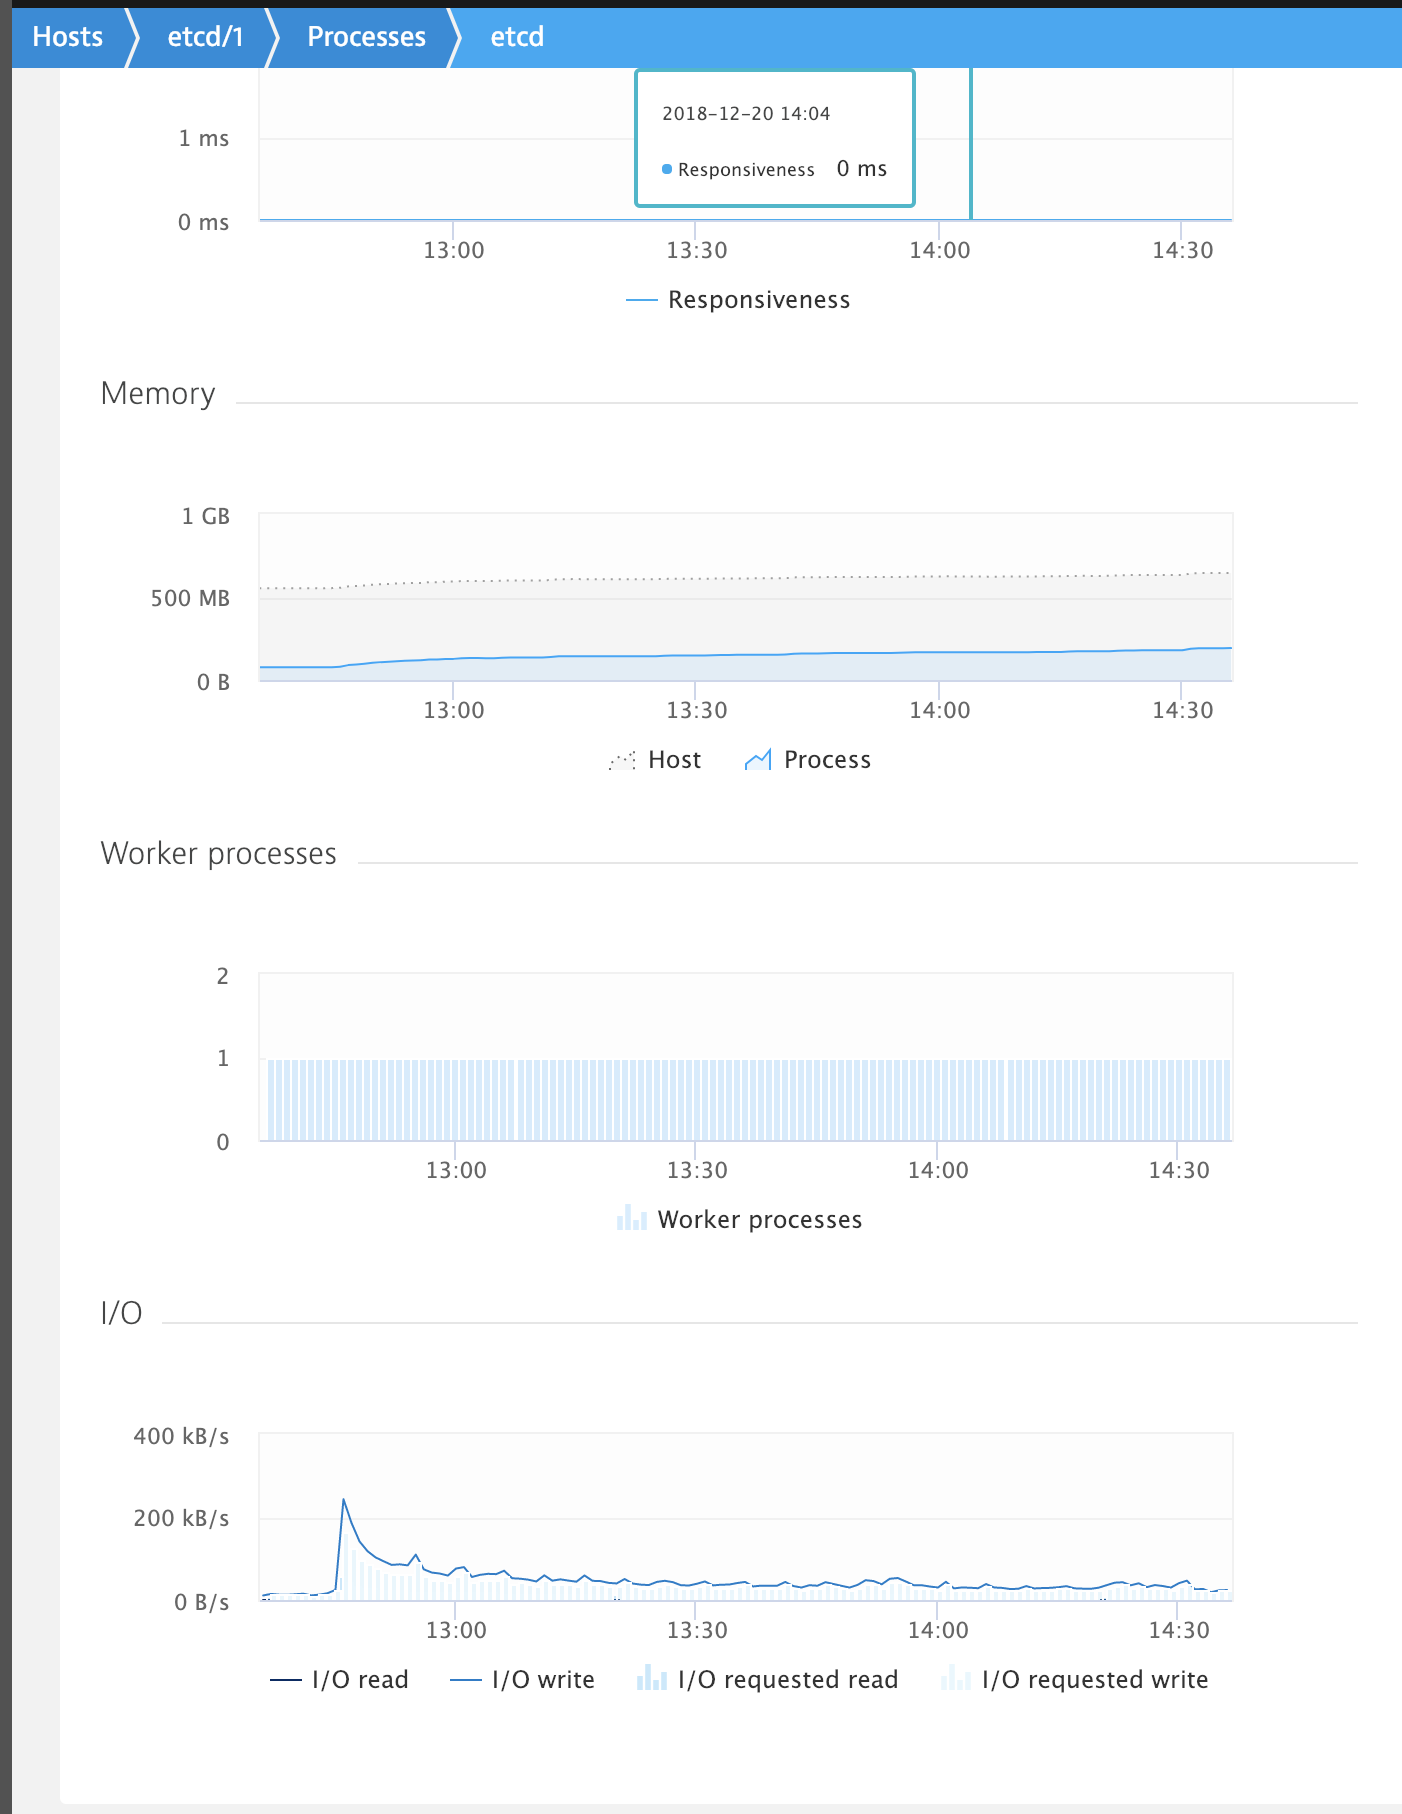 Hosts etcd/1 Processes etcd
2018-12-20 14:04
Responsiveness 0 ms
1 ms
0 ms
13:00 13:30 14:00 14:30
Responsiveness
Memory
1 GB
500 MB
0 B
13:00 13:30 14:00 14:30
Host Process
Worker processes
2
1
0
13:00 13:30 14:00 14:30
Worker processes
I/O
400 kB/s
200 kB/s
0 B/s
13:00 13:30 14:00 14:30
I/O read I/O write I/O requested read I/O requested write